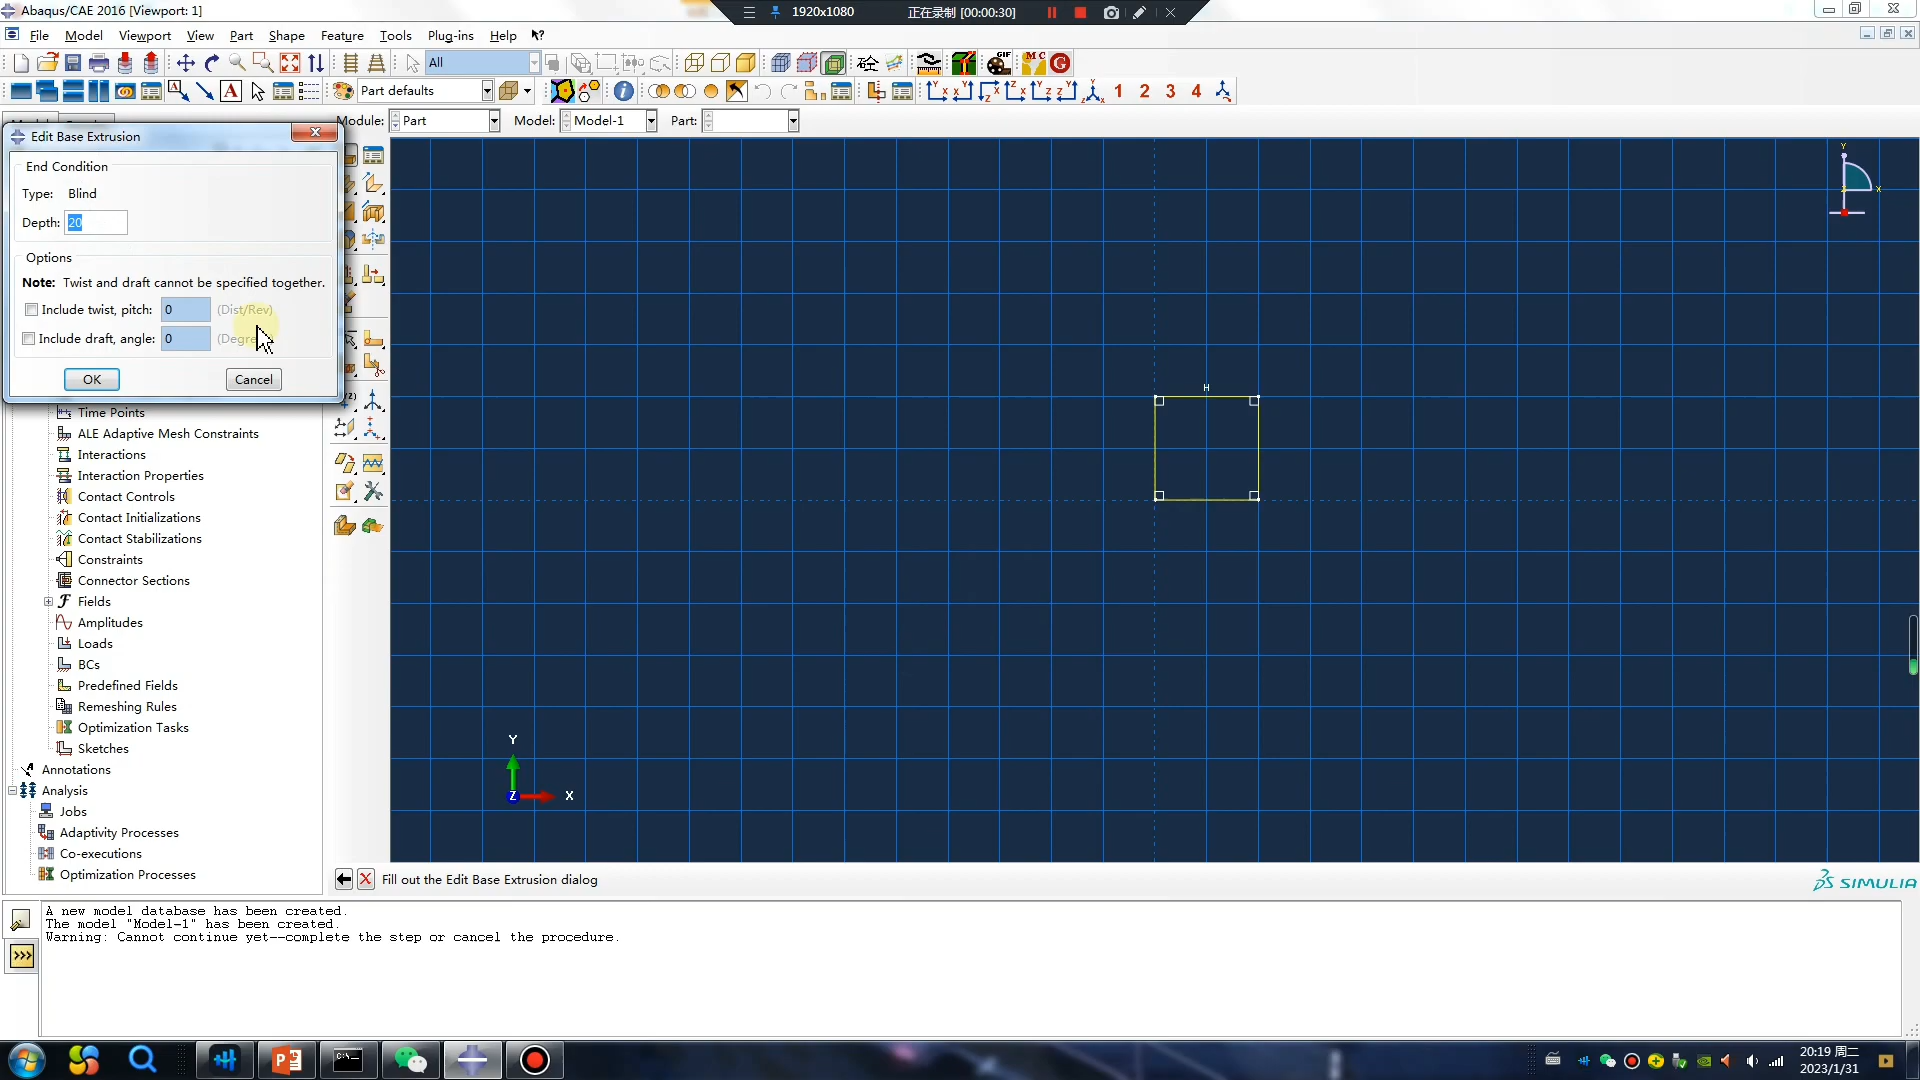 Abaqus/CAE 2016 [Viewport: 1]
1920x1080 正在录制 [00:00:30]
File Model Viewport View Part Shape Feature Tools Plug-ins Help
All
Part defaults
1 2 3 4
Module: Part Model: Model-1 Part:
Edit Base Extrusion
End Condition
Type: Blind
Depth: 20
Options
Note: Twist and draft cannot be specified together.
Include twist, pitch: 0 (Dist/Rev)
Include draft, angle: 0
OK Cancel
Time Points
ALE Adaptive Mesh Constraints
Interactions
Interaction Properties
Contact Controls
Contact Initializations
Contact Stabilizations
Constraints
Connector Sections
Fields
Amplitudes
Loads
BCs
Predefined Fields
Remeshing Rules
Optimization Tasks
Sketches
Annotations
Analysis
Jobs
Adaptivity Processes
Co-executions
Optimization Processes
H
Y
X
Y
Z X
Fill out the Edit Base Extrusion dialog
SIMULIA
A new model database has been created.
The model "Model-1" has been created.
Warning: Cannot continue yet--complete the step or cancel the procedure.
20:19 周二
2023/1/31